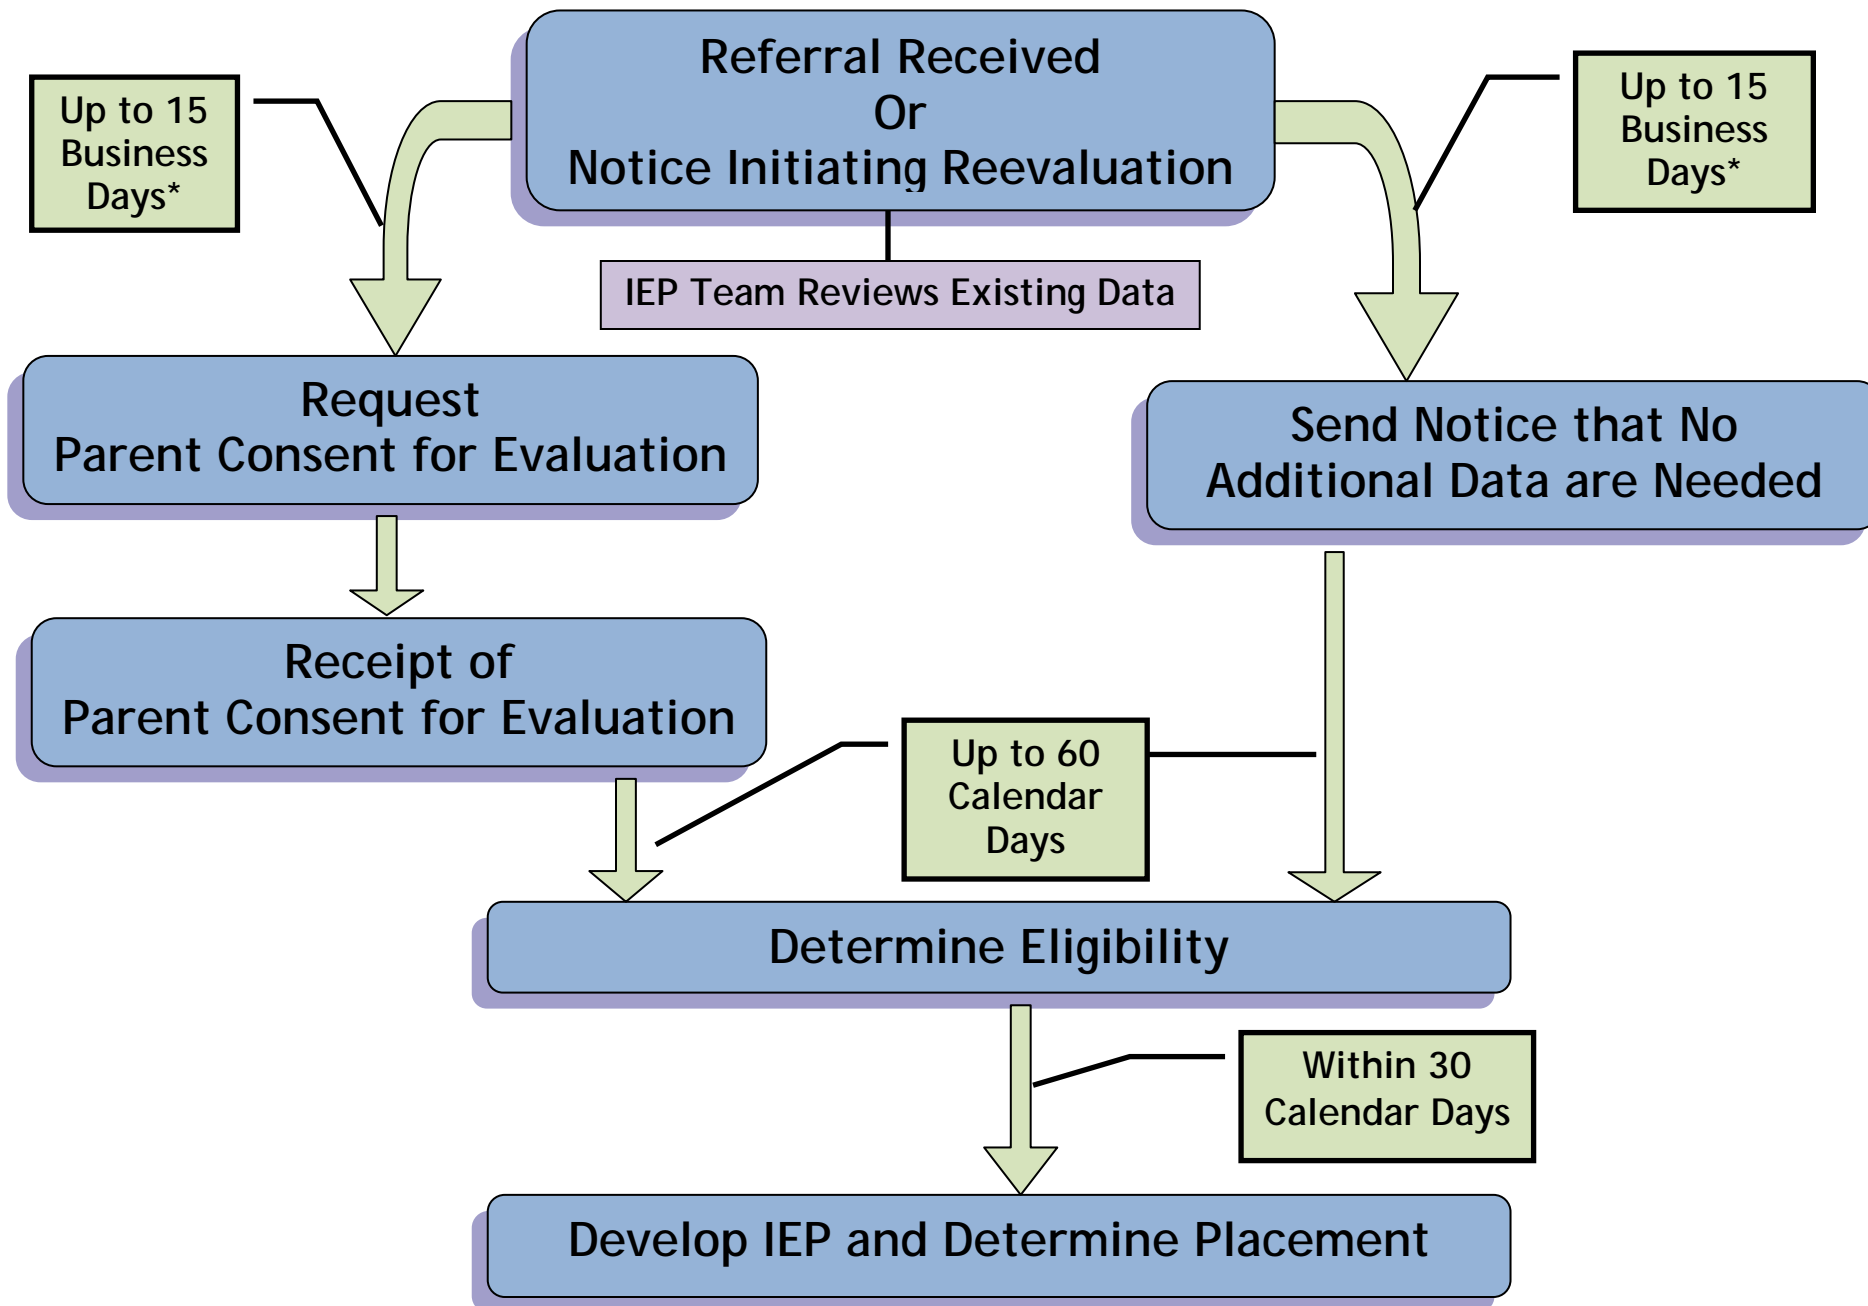 Referral Received
Or
Notice Initiating Reevaluation
Up to 15
Business
Days*
Up to 15
Business
Days*
IEP Team Reviews Existing Data
Request
Parent Consent for Evaluation
Send Notice that No
Additional Data are Needed
Receipt of
Parent Consent for Evaluation
Up to 60
Calendar
Days
Determine Eligibility
Within 30
Calendar Days
Develop IEP and Determine Placement